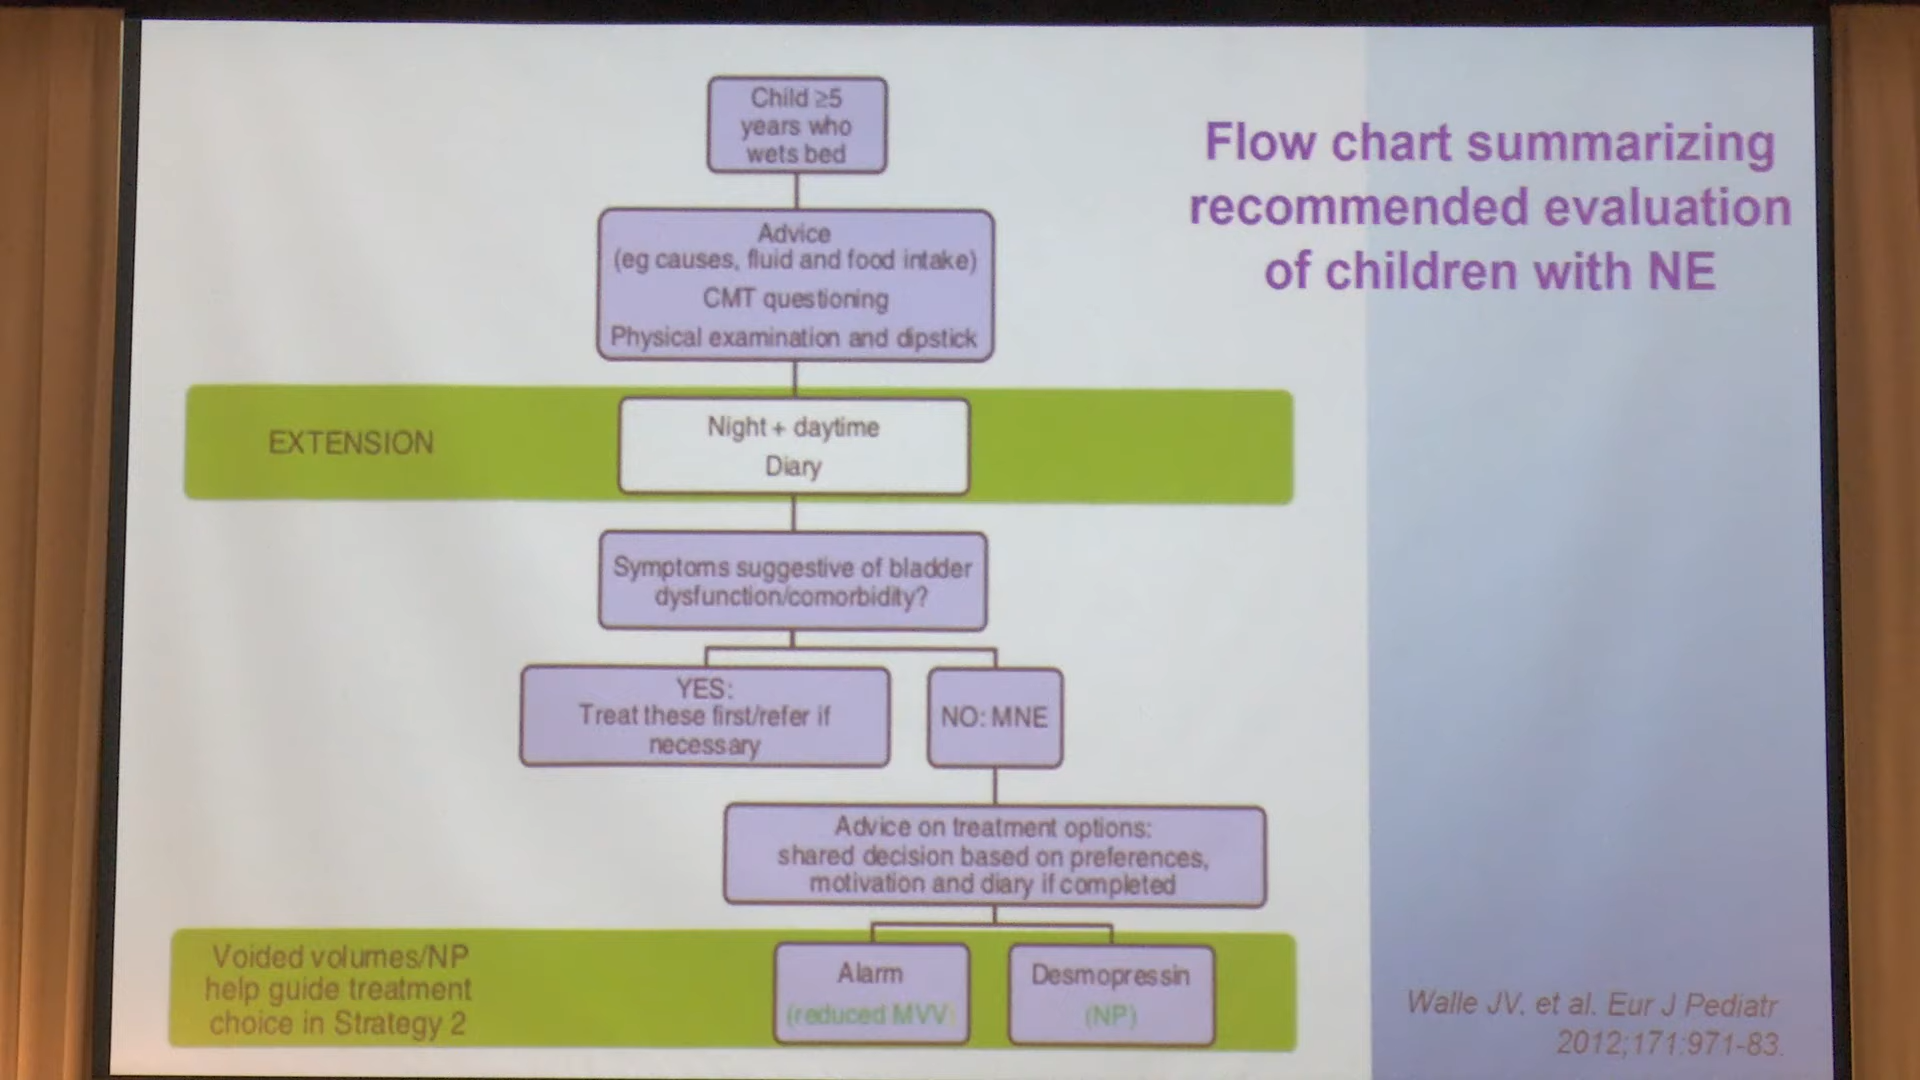 Child ≥5
years who
wets bed
Flow chart summarizing
recommended evaluation
of children with NE
Advice
(eg causes, fluid and food intake)
CMT questioning
Physical examination and dipstick
EXTENSION
Night + daytime
Diary
Symptoms suggestive of bladder
dysfunction/comorbidity?
YES:
Treat these first/refer if
necessary
NO: MNE
Advice on treatment options:
shared decision based on preferences,
motivation and diary if completed
Voided volumes/NP
help guide treatment
choice in Strategy 2
Alarm
(reduced MVV)
Desmopressin
(NP)
Walle JV, et al. Eur J Pediatr
2012;171:971-83.